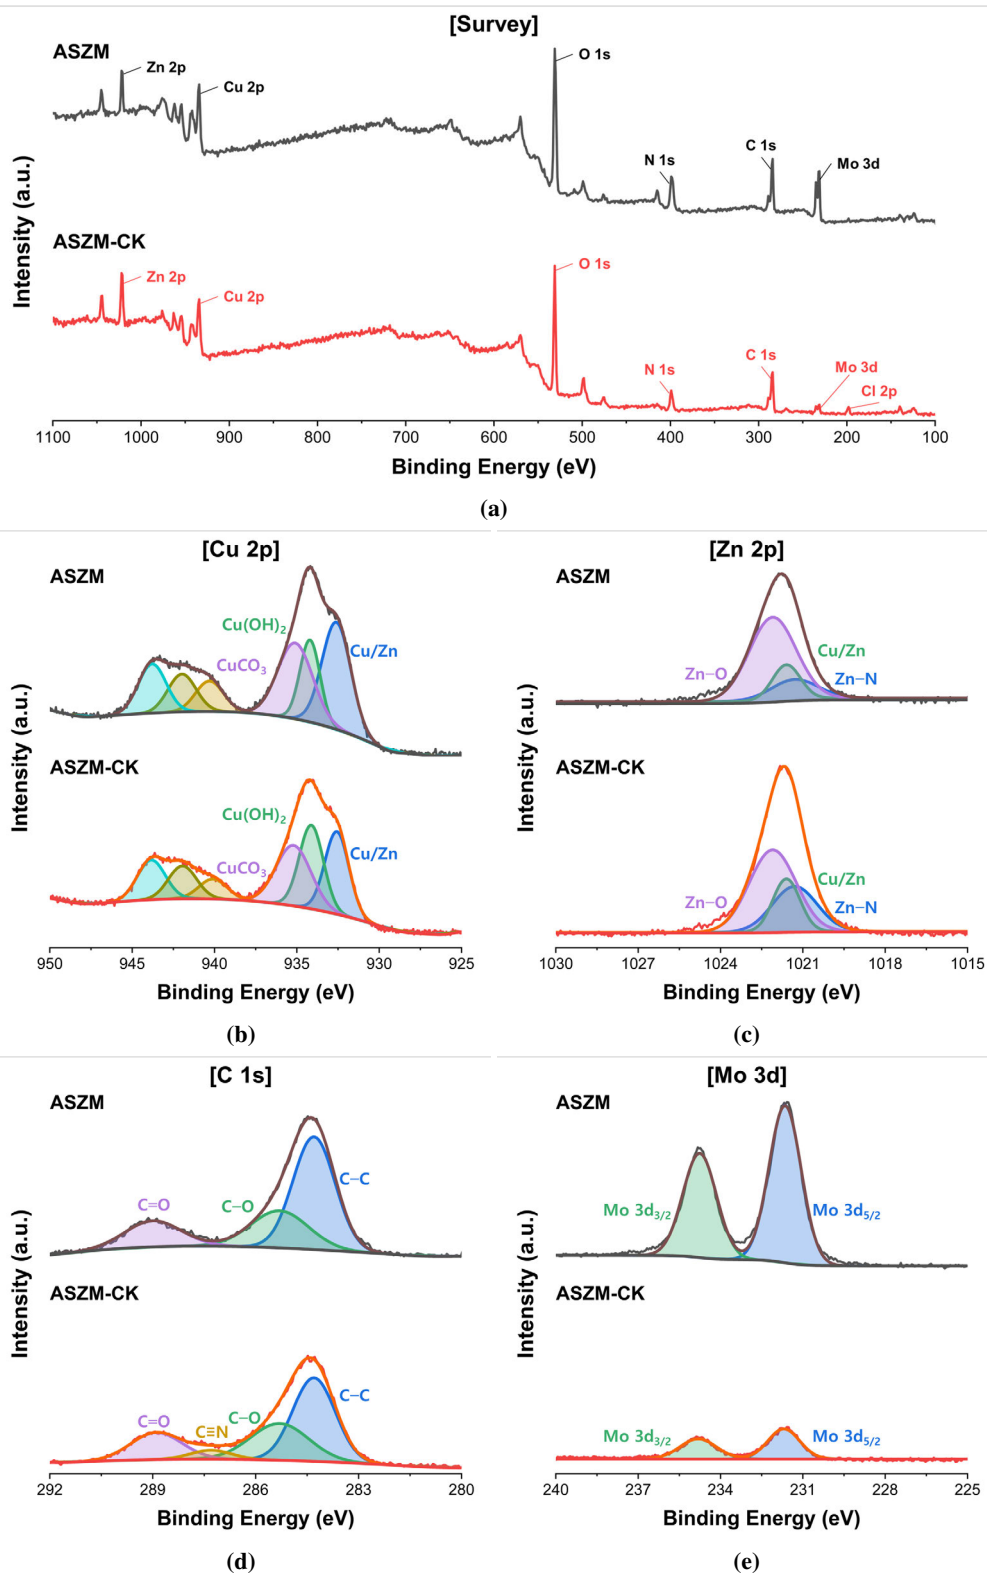 [Survey]
ASZM
Zn 2p
Cu 2p
O 1s
N 1s
C 1s
Mo 3d
ASZM-CK
Zn 2p
Cu 2p
O 1s
N 1s
C 1s
Mo 3d
Cl 2p
Intensity (a.u.)
1100 1000 900 800 700 600 500 400 300 200 100
Binding Energy (eV)
(a)
[Cu 2p]
ASZM
Cu(OH)₂
CuCO₃
Cu/Zn
ASZM-CK
Cu(OH)₂
CuCO₃
Cu/Zn
Intensity (a.u.)
950 945 940 935 930 925
Binding Energy (eV)
(b)
[Zn 2p]
ASZM
Zn−O
Cu/Zn
Zn−N
ASZM-CK
Zn−O
Cu/Zn
Zn−N
Intensity (a.u.)
1030 1027 1024 1021 1018 1015
Binding Energy (eV)
(c)
[C 1s]
ASZM
C=O
C−O
C−C
ASZM-CK
C=O
C≡N
C−O
C−C
Intensity (a.u.)
292 289 286 283 280
Binding Energy (eV)
(d)
[Mo 3d]
ASZM
Mo 3d3/2
Mo 3d5/2
ASZM-CK
Mo 3d3/2
Mo 3d5/2
Intensity (a.u.)
240 237 234 231 228 225
Binding Energy (eV)
(e)